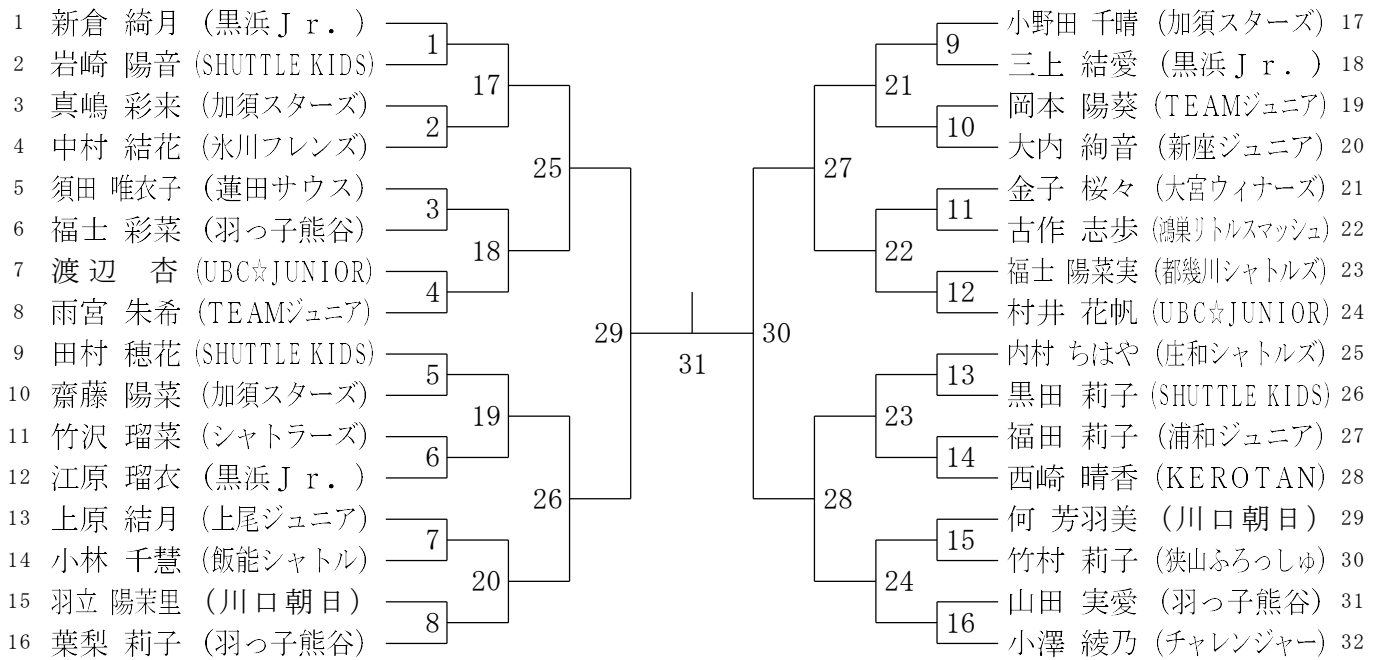 1 新倉 綺月 (黒浜Ｊｒ．)
2 岩崎 陽音 (SHUTTLE KIDS)
3 真嶋 彩来 (加須スターズ)
4 中村 結花 (氷川フレンズ)
5 須田 唯衣子 (蓮田サウス)
6 福士 彩菜 (羽っ子熊谷)
7 渡辺 杏 (UBC☆JUNIOR)
8 雨宮 朱希 (TEAMジュニア)
9 田村 穂花 (SHUTTLE KIDS)
10 齋藤 陽菜 (加須スターズ)
11 竹沢 瑠菜 (シャトラーズ)
12 江原 瑠衣 (黒浜Ｊｒ．)
13 上原 結月 (上尾ジュニア)
14 小林 千慧 (飯能シャトル)
15 羽立 陽茉里 (川口朝日)
16 葉梨 莉子 (羽っ子熊谷)
1
2
3
4
5
6
7
8
17
18
19
20
25
26
29
31
30
27
28
21
22
23
24
9
10
11
12
13
14
15
16
小野田 千晴 (加須スターズ) 17
三上 結愛 (黒浜Ｊｒ．) 18
岡本 陽葵 (TEAMジュニア) 19
大内 絢音 (新座ジュニア) 20
金子 桜々 (大宮ウィナーズ) 21
古作 志歩 (鴻巣リトルスマッシュ) 22
福士 陽菜実 (都幾川シャトルズ) 23
村井 花帆 (UBC☆JUNIOR) 24
内村 ちはや (庄和シャトルズ) 25
黒田 莉子 (SHUTTLE KIDS) 26
福田 莉子 (浦和ジュニア) 27
西崎 晴香 (KEROTAN) 28
何 芳羽美 (川口朝日) 29
竹村 莉子 (狭山ふろっしゅ) 30
山田 実愛 (羽っ子熊谷) 31
小澤 綾乃 (チャレンジャー) 32